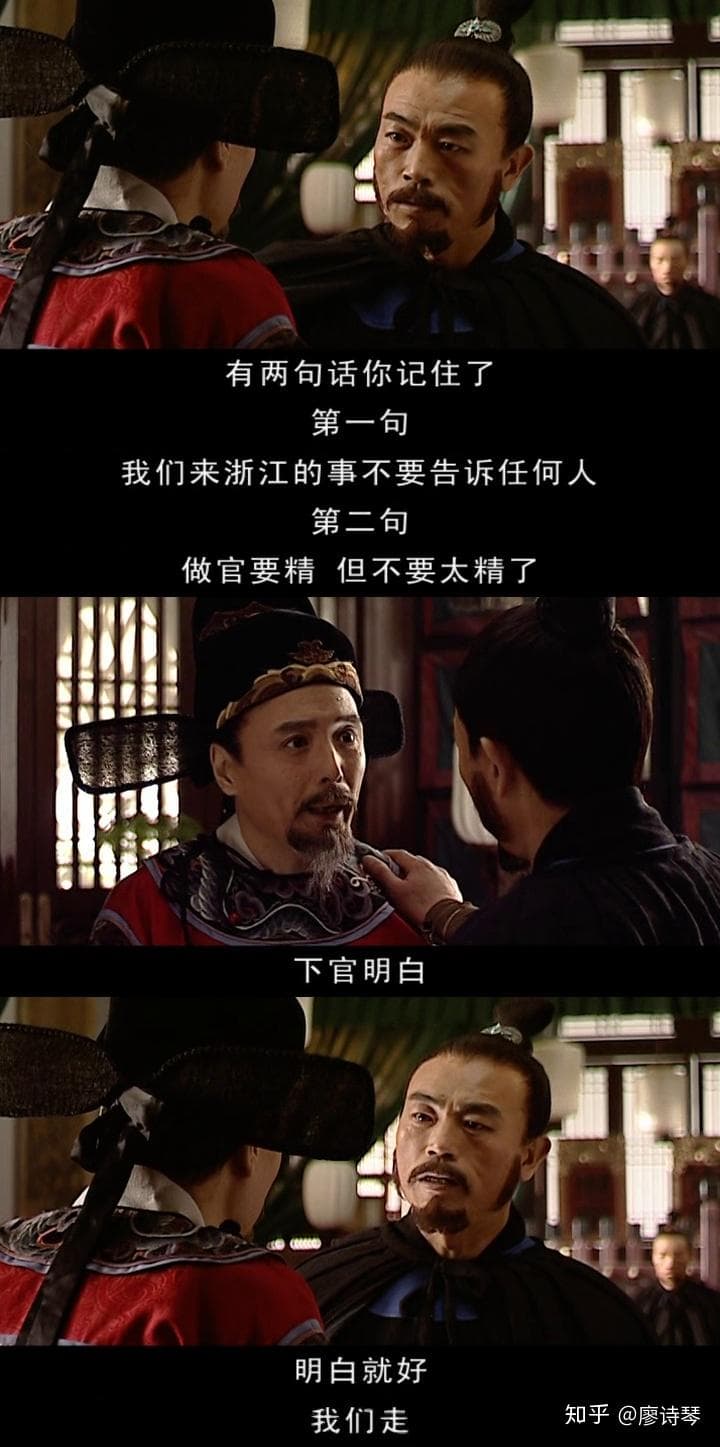 有两句话你记住了
第一句
我们来浙江的事不要告诉任何人
第二句
做官要精 但不要太精了
下官明白
明白就好
我们走
知乎 @廖诗琴